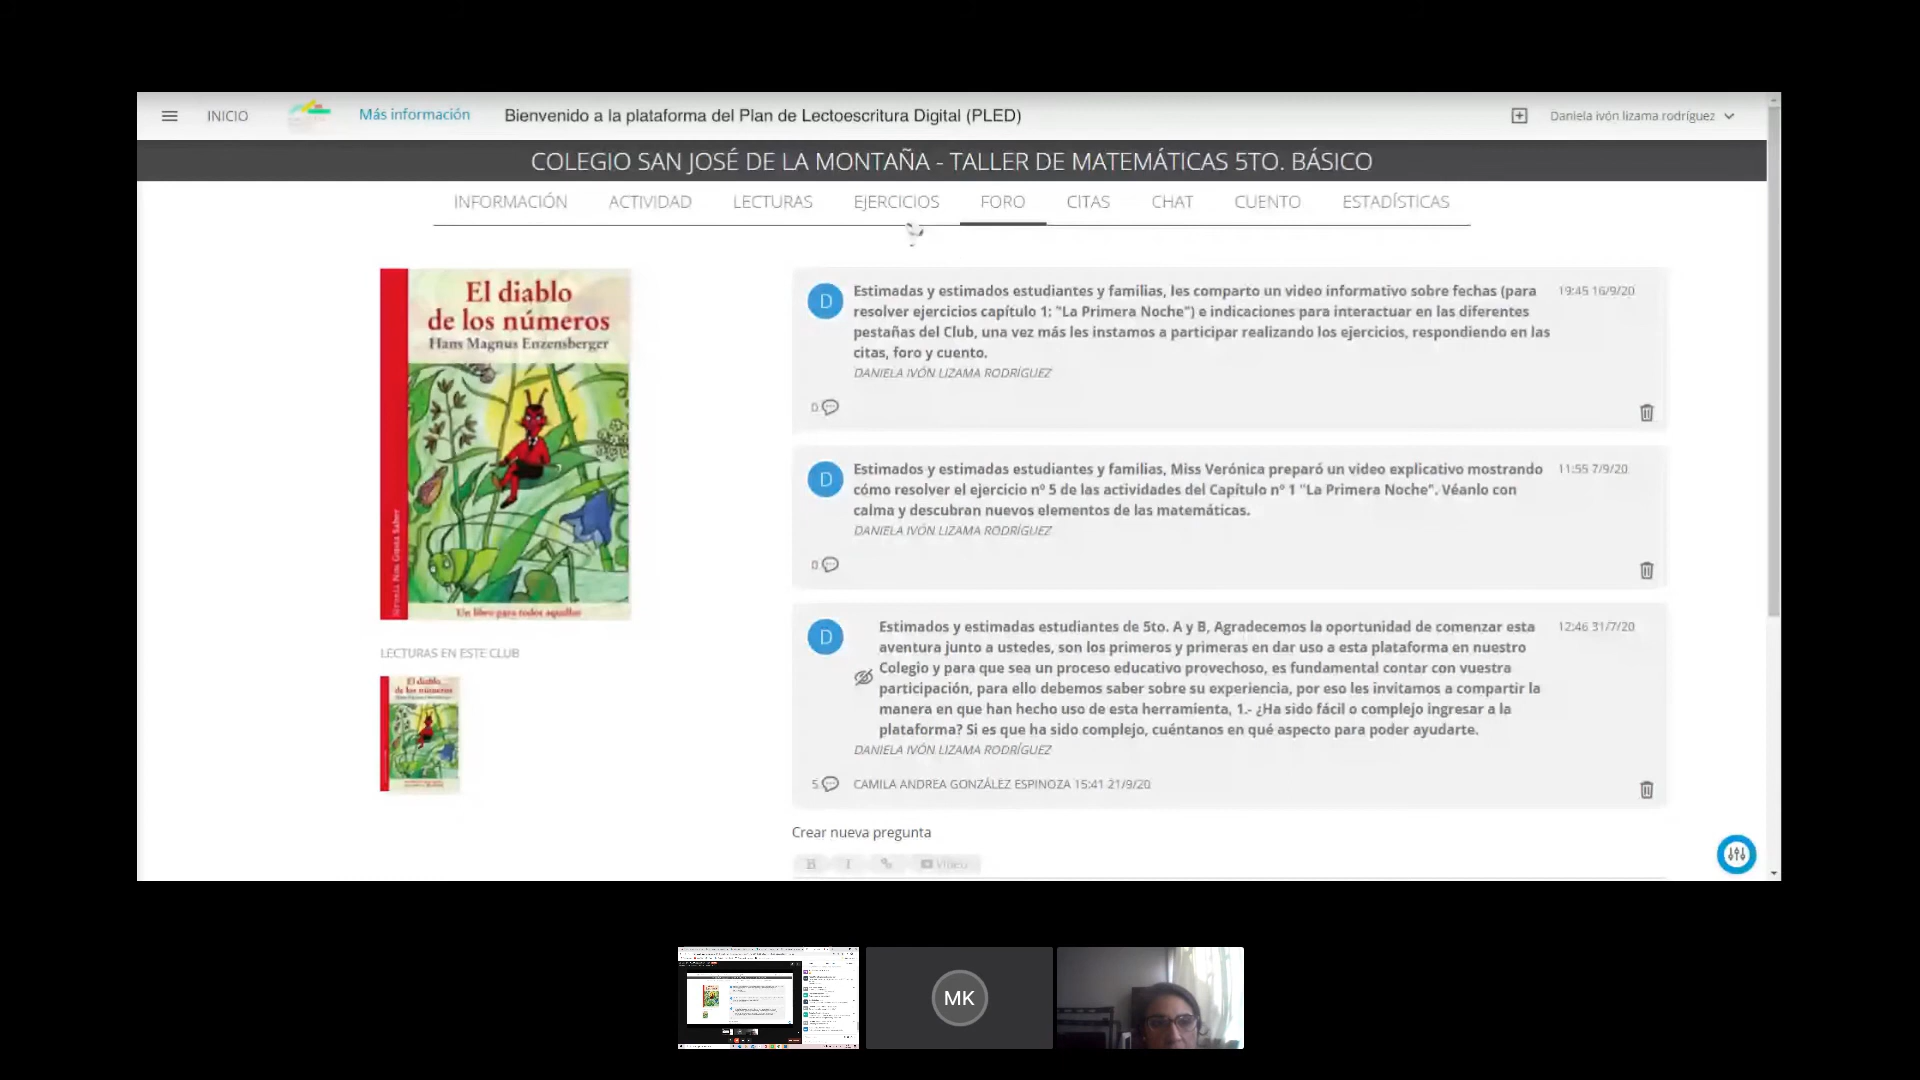 INICIO
Más información
Bienvenido a la plataforma del Plan de Lectoescritura Digital (PLED)
Daniela ivón lizama rodríguez
COLEGIO SAN JOSÉ DE LA MONTAÑA - TALLER DE MATEMÁTICAS 5TO. BÁSICO
INFORMACIÓN ACTIVIDAD LECTURAS EJERCICIOS FORO CITAS CHAT CUENTO ESTADÍSTICAS
El diablo
de los números
Hans Magnus Enzensberger
Un libro para todos aquellos
LECTURAS EN ESTE CLUB
El diablo
de los números
D
Estimadas y estimados estudiantes y familias, les comparto un video informativo sobre fechas (para
resolver ejercicios capítulo 1: "La Primera Noche") e indicaciones para interactuar en las diferentes
pestañas del Club, una vez más les instamos a participar realizando los ejercicios, respondiendo en las
citas, foro y cuento.
19:45 16/9/20
DANIELA IVÓN LIZAMA RODRÍGUEZ
0
D
Estimados y estimadas estudiantes y familias, Miss Verónica preparó un video explicativo mostrando
cómo resolver el ejercicio nº 5 de las actividades del Capítulo nº 1 "La Primera Noche". Véanlo con
calma y descubran nuevos elementos de las matemáticas.
11:55 7/9/20
DANIELA IVÓN LIZAMA RODRÍGUEZ
0
D
Estimados y estimadas estudiantes de 5to. A y B, Agradecemos la oportunidad de comenzar esta
aventura junto a ustedes, son los primeros y primeras en dar uso a esta plataforma en nuestro
Colegio y para que sea un proceso educativo provechoso, es fundamental contar con vuestra
participación, para ello debemos saber sobre su experiencia, por eso les invitamos a compartir la
manera en que han hecho uso de esta herramienta, 1.- ¿Ha sido fácil o complejo ingresar a la
plataforma? Si es que ha sido complejo, cuéntanos en qué aspecto para poder ayudarte.
12:46 31/7/20
DANIELA IVÓN LIZAMA RODRÍGUEZ
5 CAMILA ANDREA GONZÁLEZ ESPINOZA 15:41 21/9/20
Crear nueva pregunta
B I Video
MK